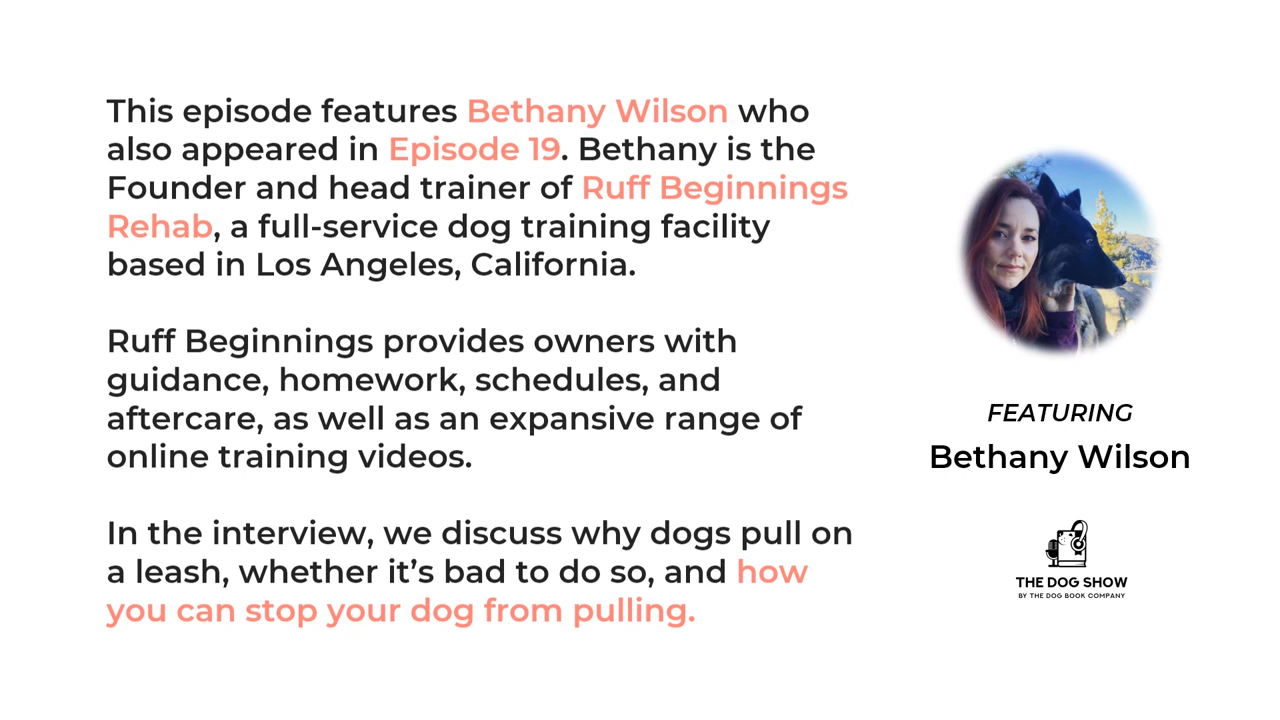 This episode features Bethany Wilson who
also appeared in Episode 19. Bethany is the
Founder and head trainer of Ruff Beginnings
Rehab, a full-service dog training facility
based in Los Angeles, California.
Ruff Beginnings provides owners with
guidance, homework, schedules, and
aftercare, as well as an expansive range of
online training videos.
In the interview, we discuss why dogs pull on
a leash, whether it’s bad to do so, and how
you can stop your dog from pulling.
FEATURING
Bethany Wilson
THE DOG SHOW
BY THE DOG BOOK COMPANY